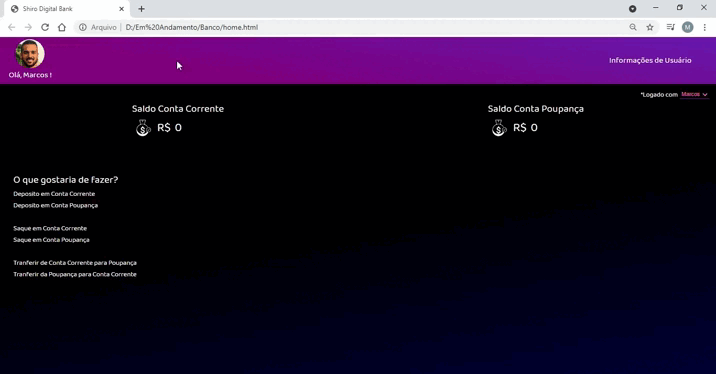 Shiro Digital Bank
Arquivo | D:/Em%20Andamento/Banco/home.html
M
Olá, Marcos !
Informações de Usuário
*Logado com Marcos
Saldo Conta Corrente
R$ 0
Saldo Conta Poupança
R$ 0
O que gostaria de fazer?
Deposito em Conta Corrente
Deposito em Conta Poupança
Saque em Conta Corrente
Saque em Conta Poupança
Tranferir de Conta Corrente para Poupança
Tranferir da Poupança para Conta Corrente